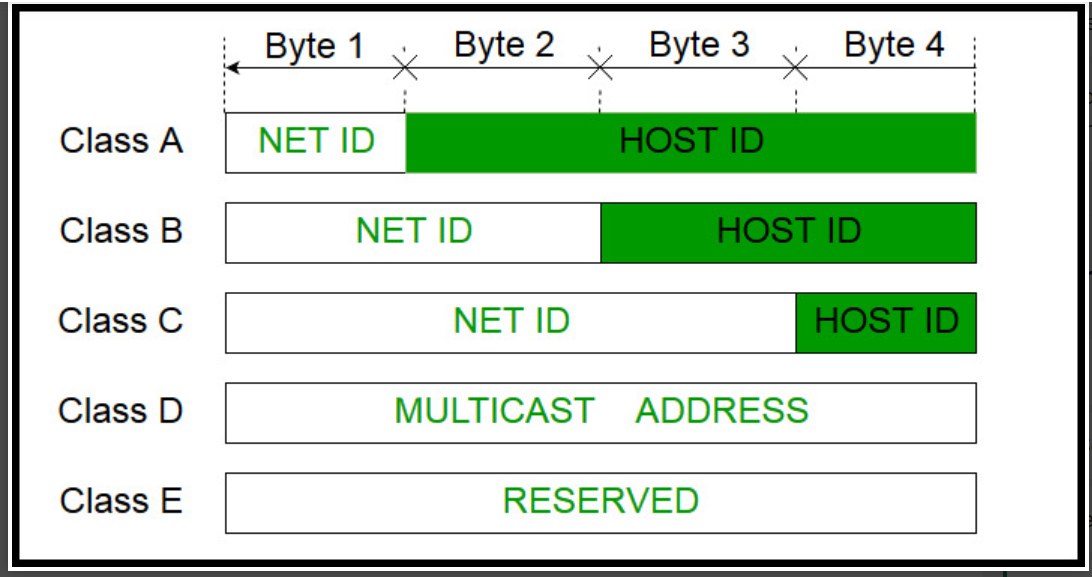 Byte 1 Byte 2 Byte 3 Byte 4
Class A NET ID HOST ID
Class B NET ID HOST ID
Class C NET ID HOST ID
Class D MULTICAST ADDRESS
Class E RESERVED